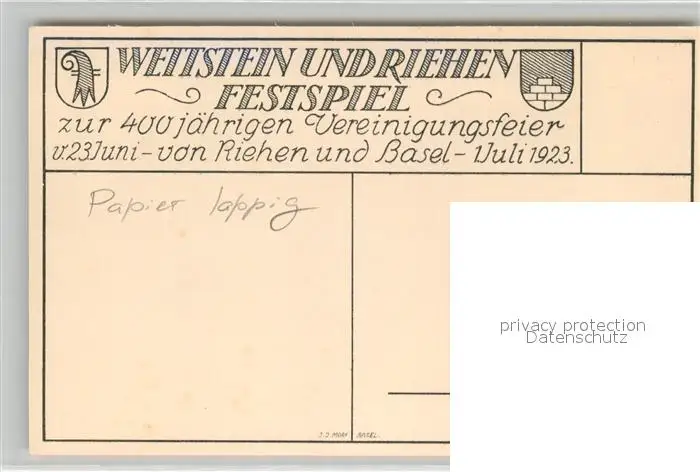 WETTSTEIN UND RIEHEN
FESTSPIEL
zur 400 jährigen Vereinigungsfeier
v. 23 Juni - von Riehen und Basel - 1 Juli 1923.
Papier lappig
privacy protection
Datenschutz
J. J. MORF BASEL.